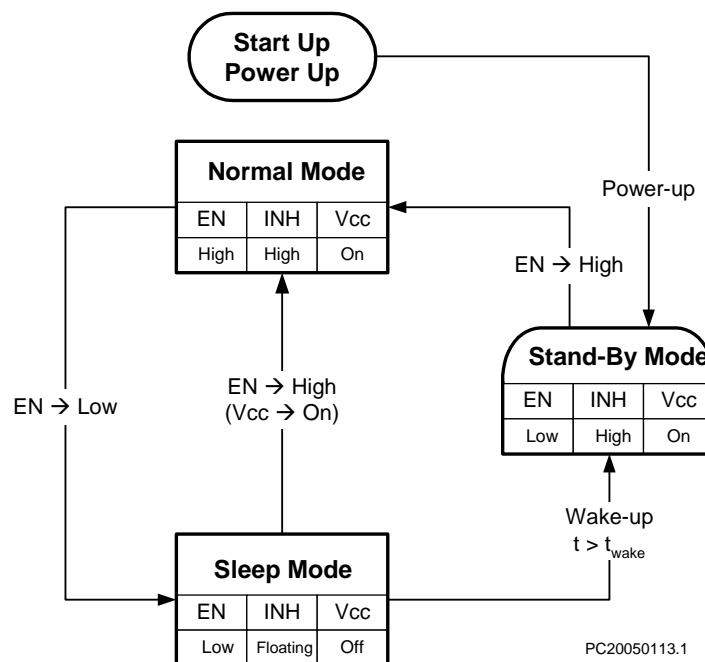 Start Up
Power Up
Normal Mode
EN INH Vcc
High High On
Power-up
EN → High
Stand-By Mode
EN INH Vcc
Low High On
EN → Low
EN → High
(Vcc → On)
Wake-up
t > twake
Sleep Mode
EN INH Vcc
Low Floating Off
PC20050113.1